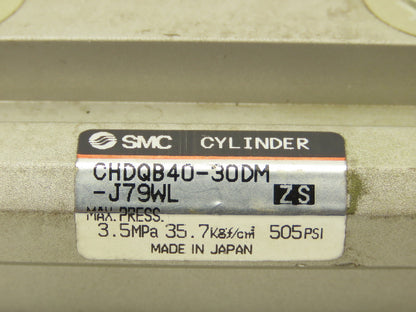 SMC CYLINDER
CHDQB40-30DM
-J79WL ZS
MAX.PRESS.
3.5MPa 35.7Kgf/cm² 505PSI
MADE IN JAPAN